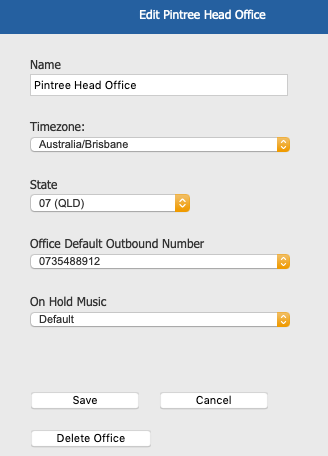 Edit Pintree Head Office
Name
Pintree Head Office
Timezone:
Australia/Brisbane
State
07 (QLD)
Office Default Outbound Number
0735488912
On Hold Music
Default
Save
Cancel
Delete Office